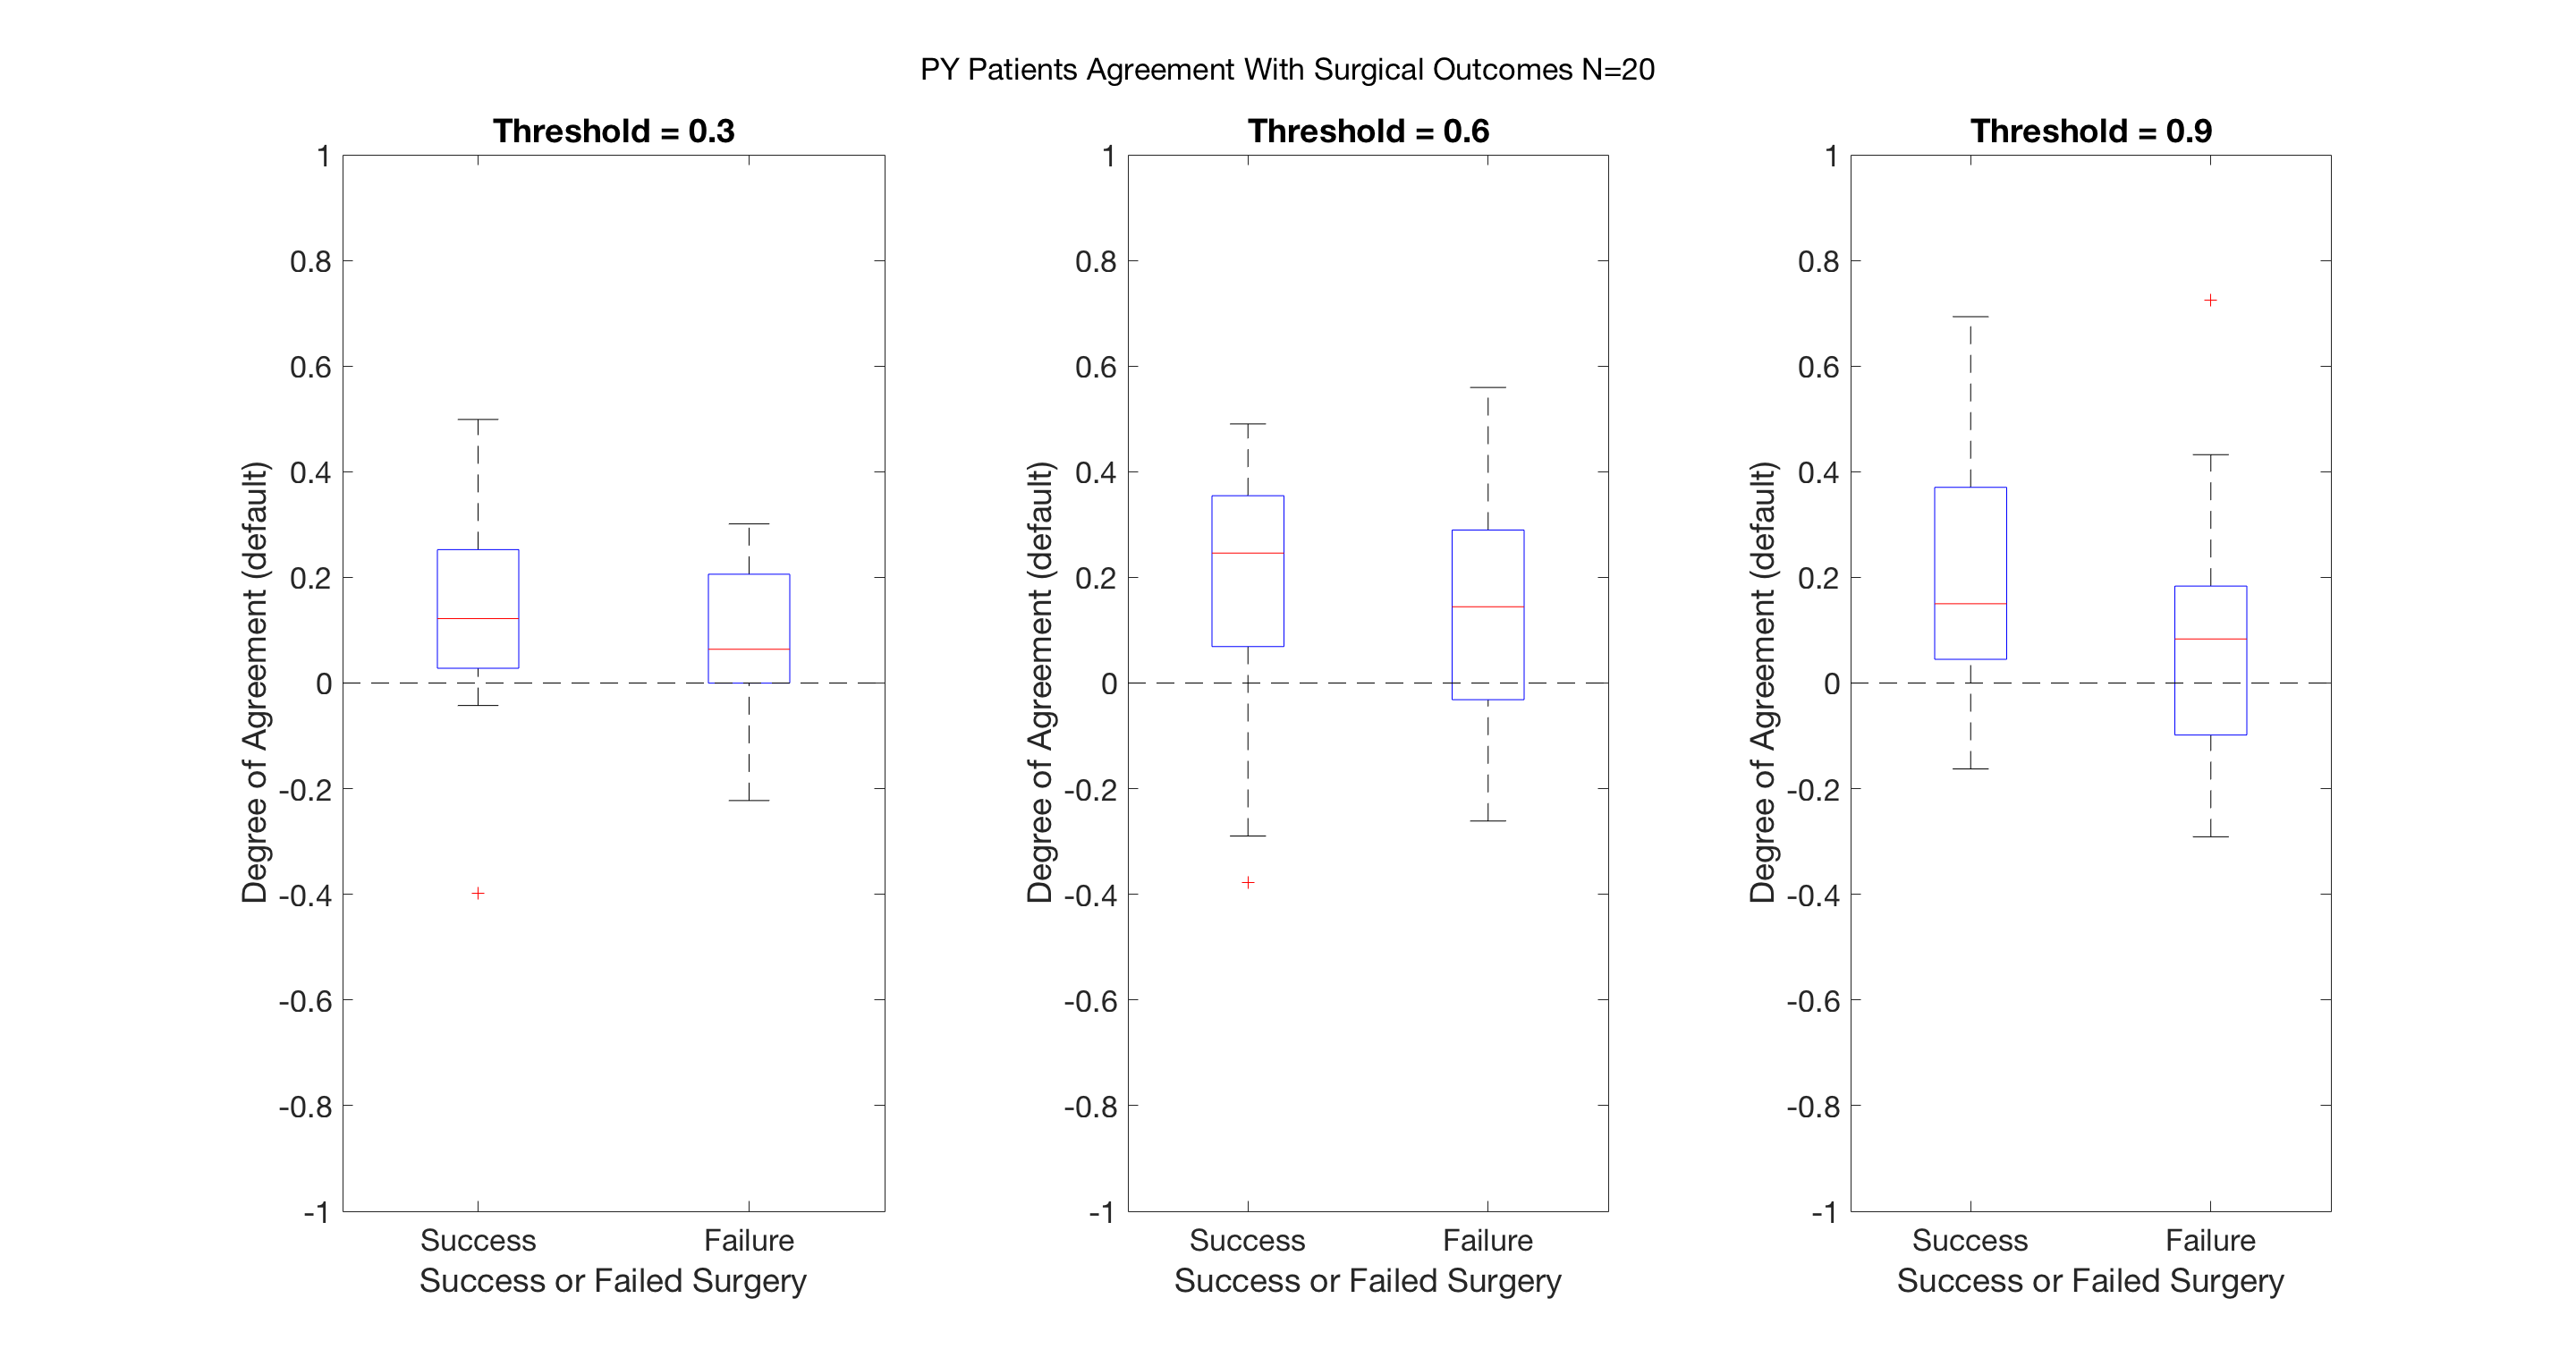 PY Patients Agreement With Surgical Outcomes N=20
Threshold = 0.3
1
0.8
0.6
0.4
0.2
0
-0.2
-0.4
-0.6
-0.8
-1
Degree of Agreement (default)
Success Failure
Success or Failed Surgery
Threshold = 0.6
1
0.8
0.6
0.4
0.2
0
-0.2
-0.4
-0.6
-0.8
-1
Degree of Agreement (default)
Success Failure
Success or Failed Surgery
Threshold = 0.9
1
0.8
0.6
0.4
0.2
0
-0.2
-0.4
-0.6
-0.8
-1
Degree of Agreement (default)
Success Failure
Success or Failed Surgery